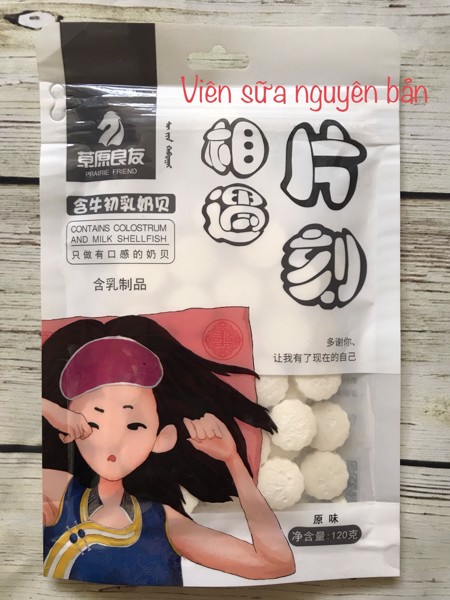 Viên sữa nguyên bản
草原良友
PRAIRIE FRIEND
片刻
相遇
含牛初乳奶贝
CONTAINS COLOSTRUM
AND MILK SHELLFISH
只做有口感的奶贝
含乳制品
多谢你、
让我有了现在的自己
原味
净含量:120克